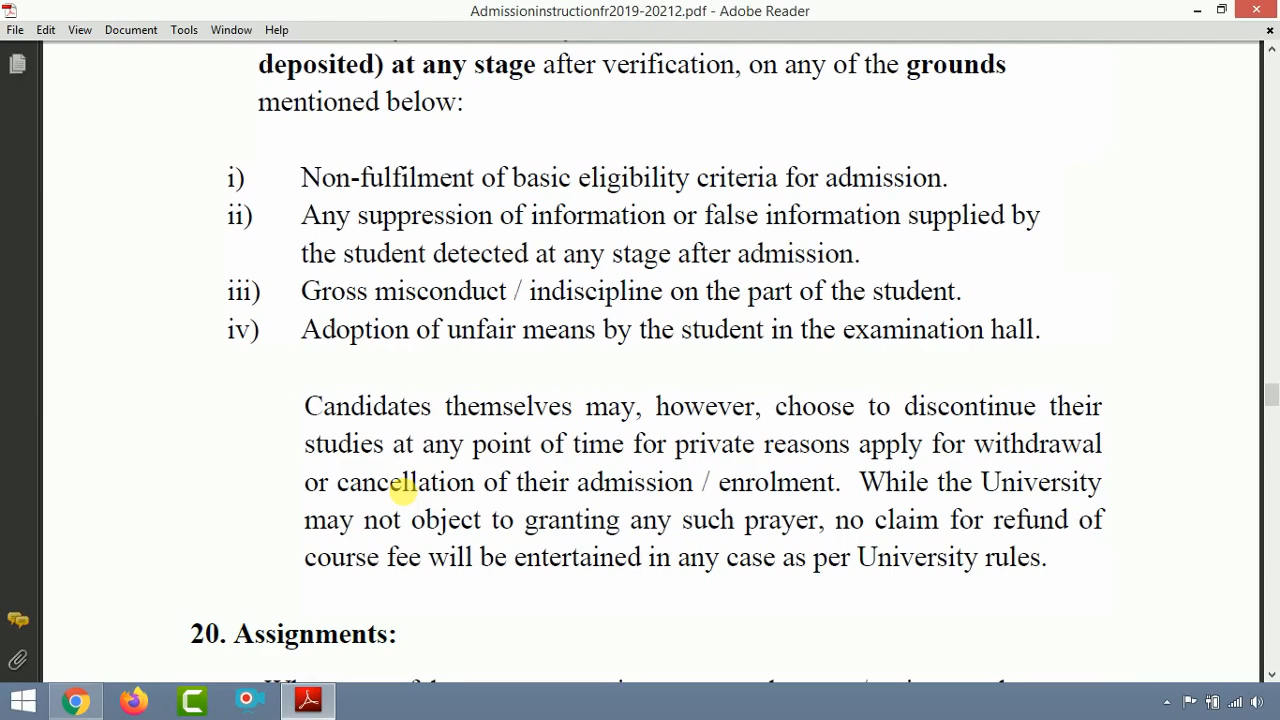 Admissioninstructionfr2019-20212.pdf - Adobe Reader
File Edit View Document Tools Window Help
deposited) at any stage after verification, on any of the grounds
mentioned below:
i) Non-fulfilment of basic eligibility criteria for admission.
ii) Any suppression of information or false information supplied by
the student detected at any stage after admission.
iii) Gross misconduct / indiscipline on the part of the student.
iv) Adoption of unfair means by the student in the examination hall.
Candidates themselves may, however, choose to discontinue their
studies at any point of time for private reasons apply for withdrawal
or cancellation of their admission / enrolment. While the University
may not object to granting any such prayer, no claim for refund of
course fee will be entertained in any case as per University rules.
20. Assignments: